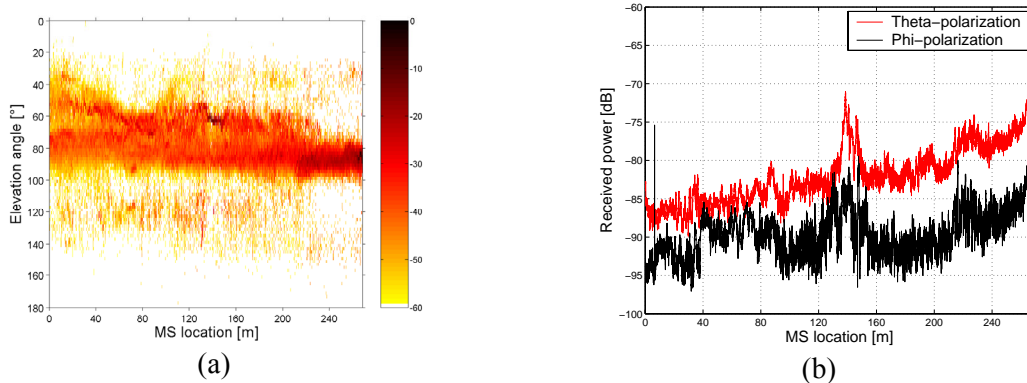 0
20
40
60
80
100
120
140
160
180
Elevation angle [°]
0 40 80 120 160 200 240
MS location [m]
0
-10
-20
-30
-40
-50
-60
(a)
−60
−65
−70
−75
−80
−85
−90
−95
−100
Received power [dB]
0 40 80 120 160 200 240
MS location [m]
Theta−polarization
Phi−polarization
(b)